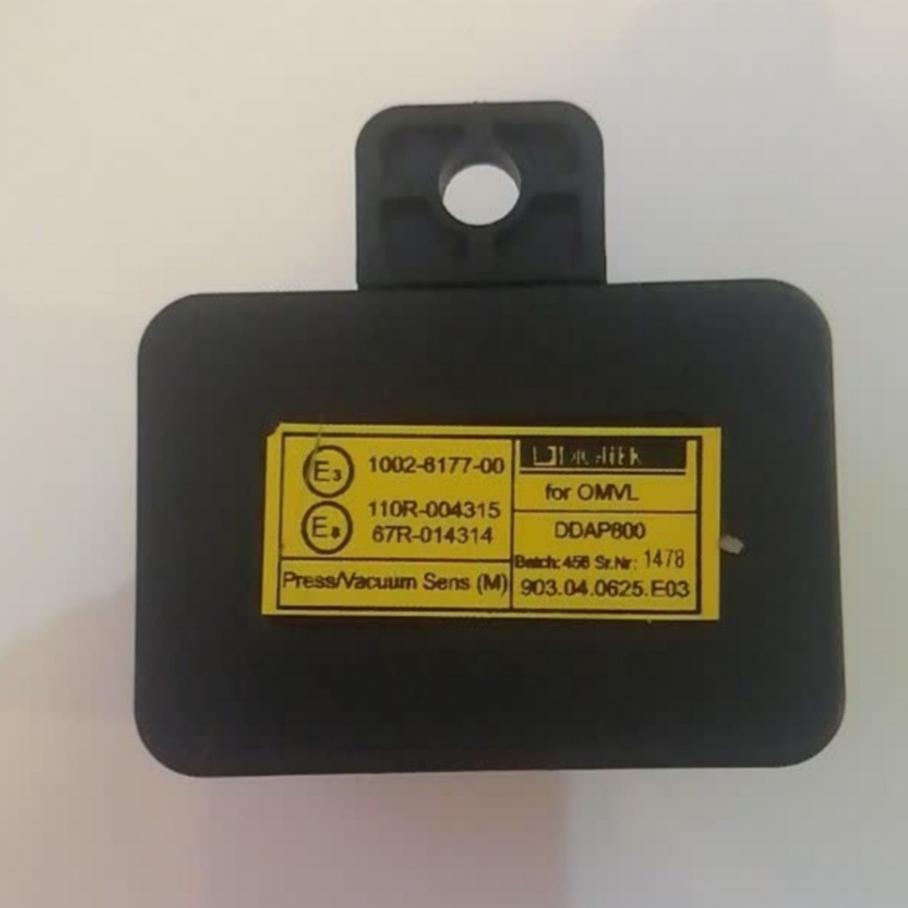 E3 1002-6177-00
E8 110R-004315
67R-014314
Press/Vacuum Sens (M)
for OMVL
DDAP600
Batch: 456 Sr.Nr: 1478
903.04.0625.E03